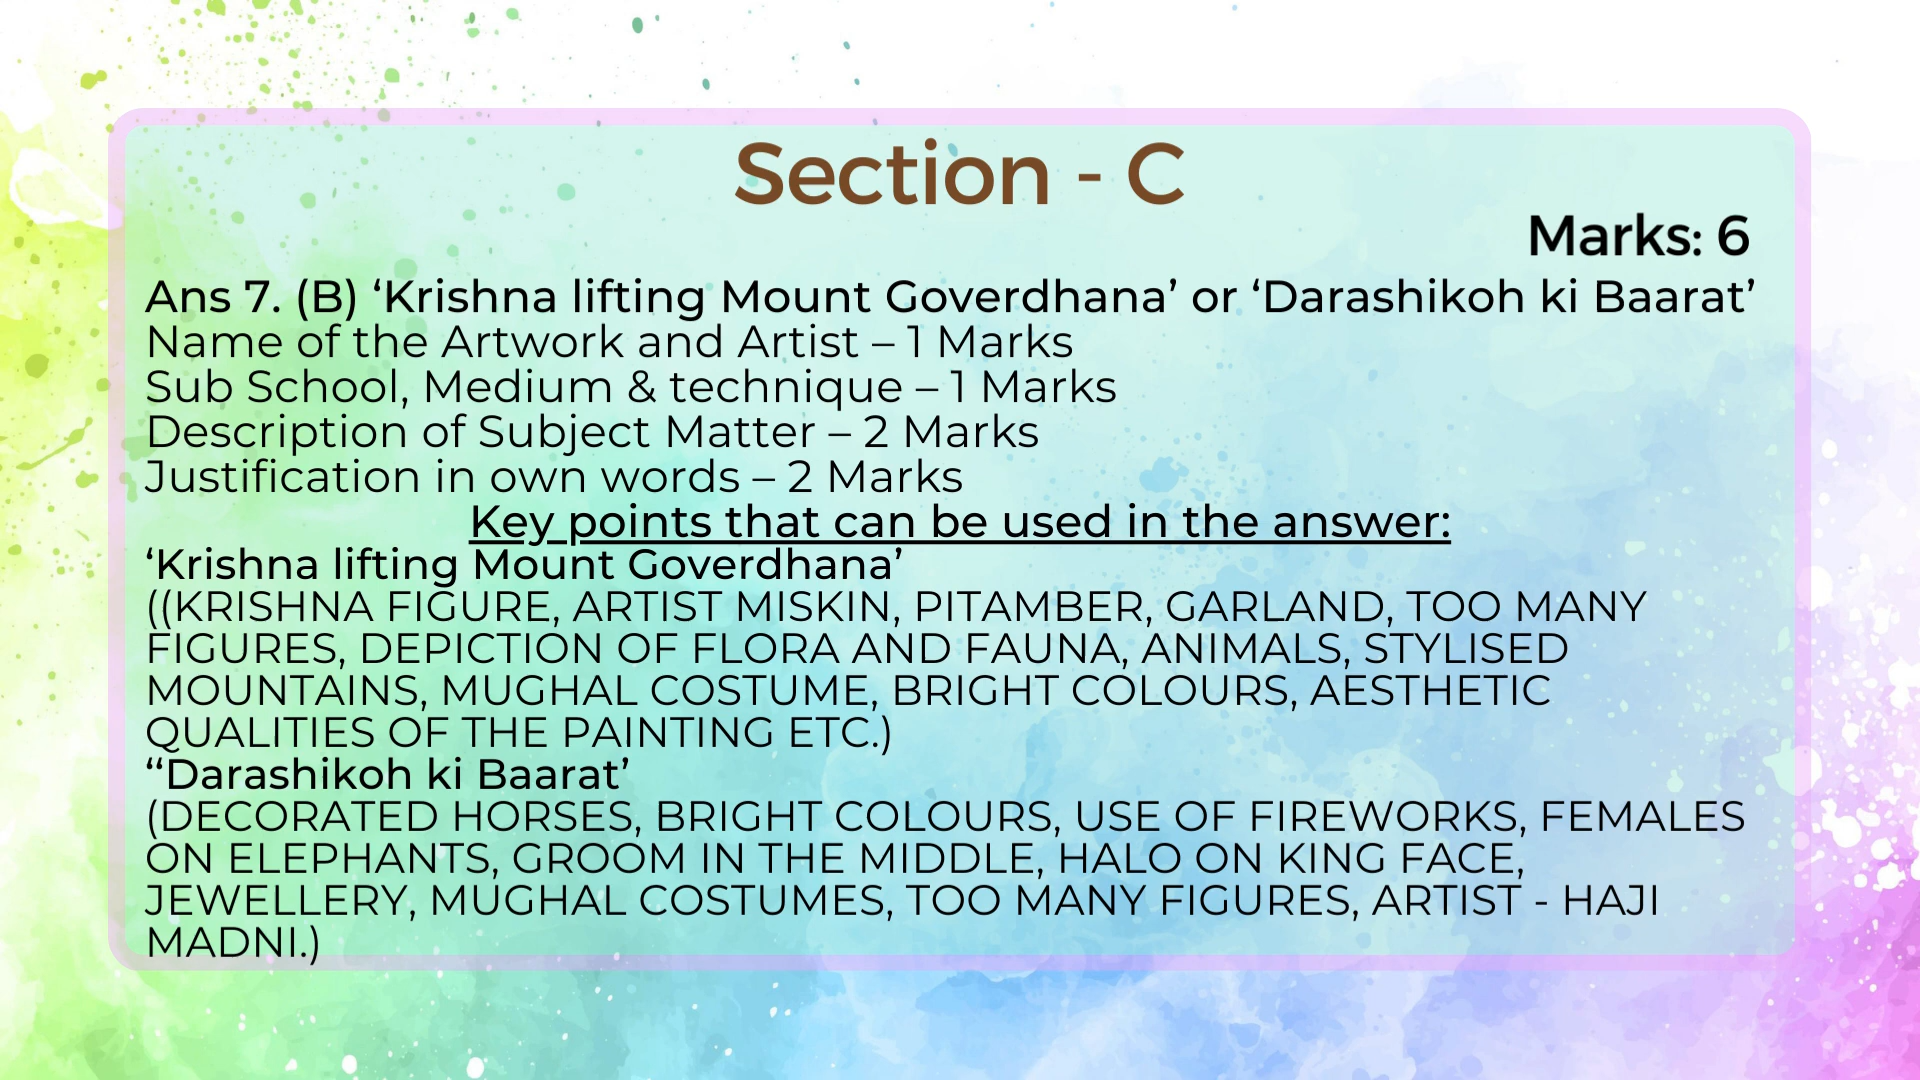 Section - C
Marks: 6
Ans 7. (B) ‘Krishna lifting Mount Goverdhana’ or ‘Darashikoh ki Baarat’
Name of the Artwork and Artist – 1 Marks
Sub School, Medium & technique – 1 Marks
Description of Subject Matter – 2 Marks
Justification in own words – 2 Marks
Key points that can be used in the answer:
‘Krishna lifting Mount Goverdhana’
((KRISHNA FIGURE, ARTIST MISKIN, PITAMBER, GARLAND, TOO MANY
FIGURES, DEPICTION OF FLORA AND FAUNA, ANIMALS, STYLISED
MOUNTAINS, MUGHAL COSTUME, BRIGHT COLOURS, AESTHETIC
QUALITIES OF THE PAINTING ETC.)
‘‘Darashikoh ki Baarat’
(DECORATED HORSES, BRIGHT COLOURS, USE OF FIREWORKS, FEMALES
ON ELEPHANTS, GROOM IN THE MIDDLE, HALO ON KING FACE,
JEWELLERY, MUGHAL COSTUMES, TOO MANY FIGURES, ARTIST - HAJI
MADNI.)